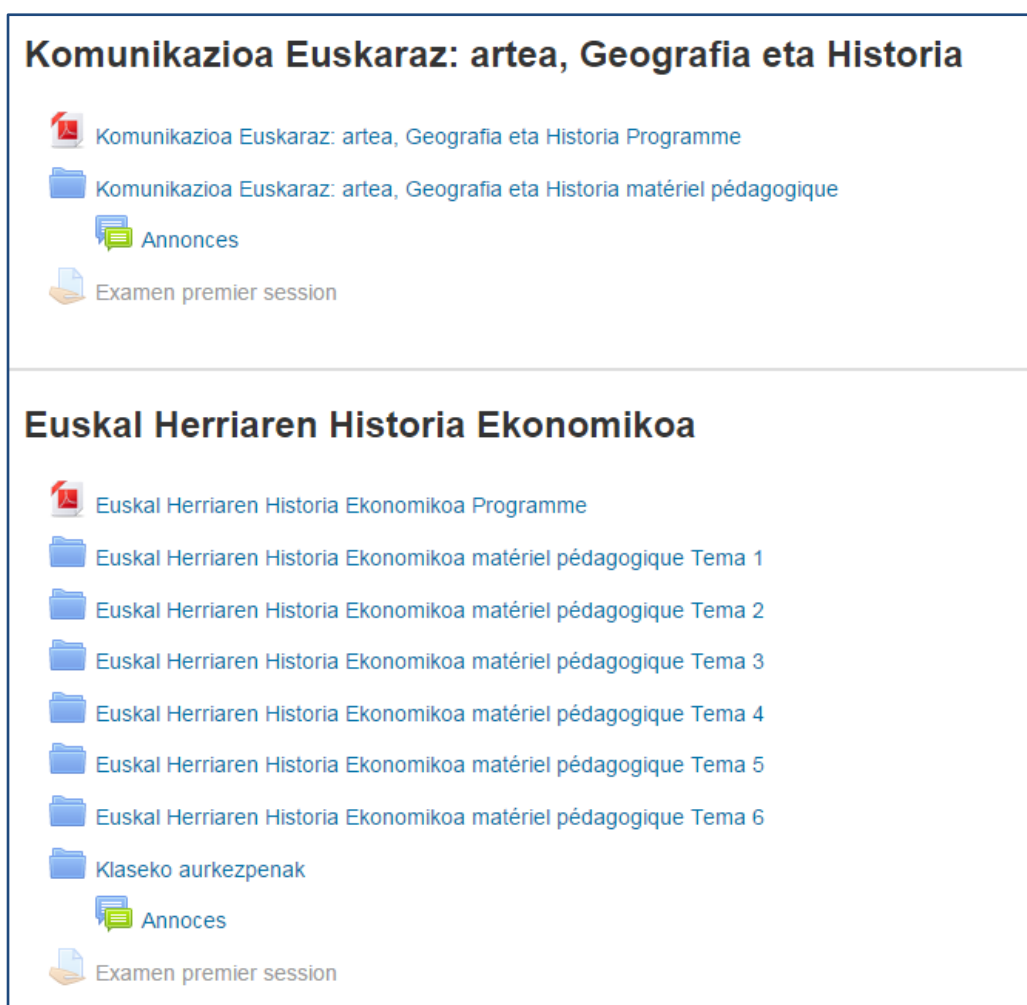 Komunikazioa Euskaraz: artea, Geografia eta Historia
Komunikazioa Euskaraz: artea, Geografia eta Historia Programme
Komunikazioa Euskaraz: artea, Geografia eta Historia matériel pédagogique
Annonces
Examen premier session
Euskal Herriaren Historia Ekonomikoa
Euskal Herriaren Historia Ekonomikoa Programme
Euskal Herriaren Historia Ekonomikoa matériel pédagogique Tema 1
Euskal Herriaren Historia Ekonomikoa matériel pédagogique Tema 2
Euskal Herriaren Historia Ekonomikoa matériel pédagogique Tema 3
Euskal Herriaren Historia Ekonomikoa matériel pédagogique Tema 4
Euskal Herriaren Historia Ekonomikoa matériel pédagogique Tema 5
Euskal Herriaren Historia Ekonomikoa matériel pédagogique Tema 6
Klaseko aurkezpenak
Annoces
Examen premier session